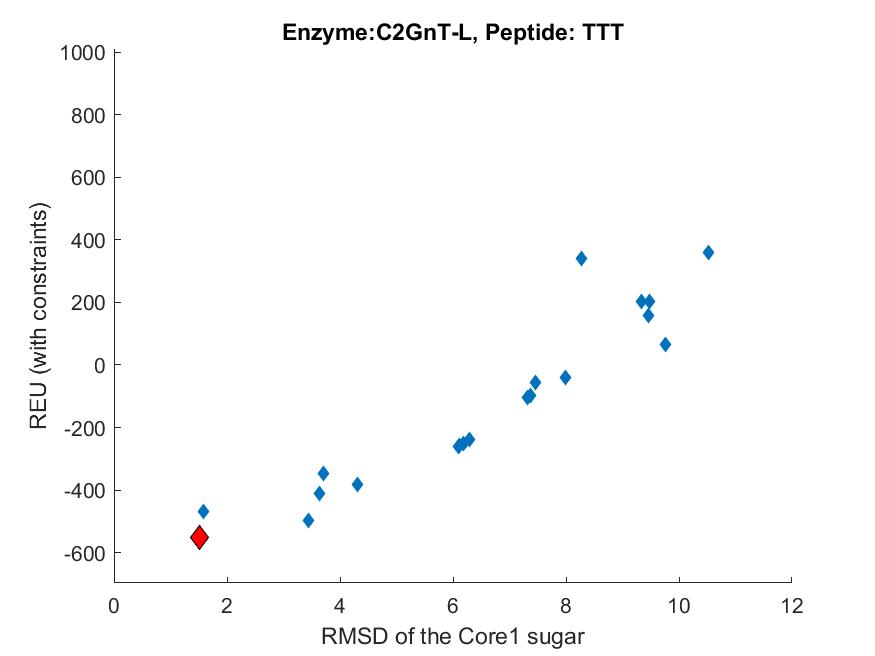 Enzyme:C2GnT-L, Peptide: TTT
1000
800
600
400
200
0
-200
-400
-600
REU (with constraints)
0 2 4 6 8 10 12
RMSD of the Core1 sugar